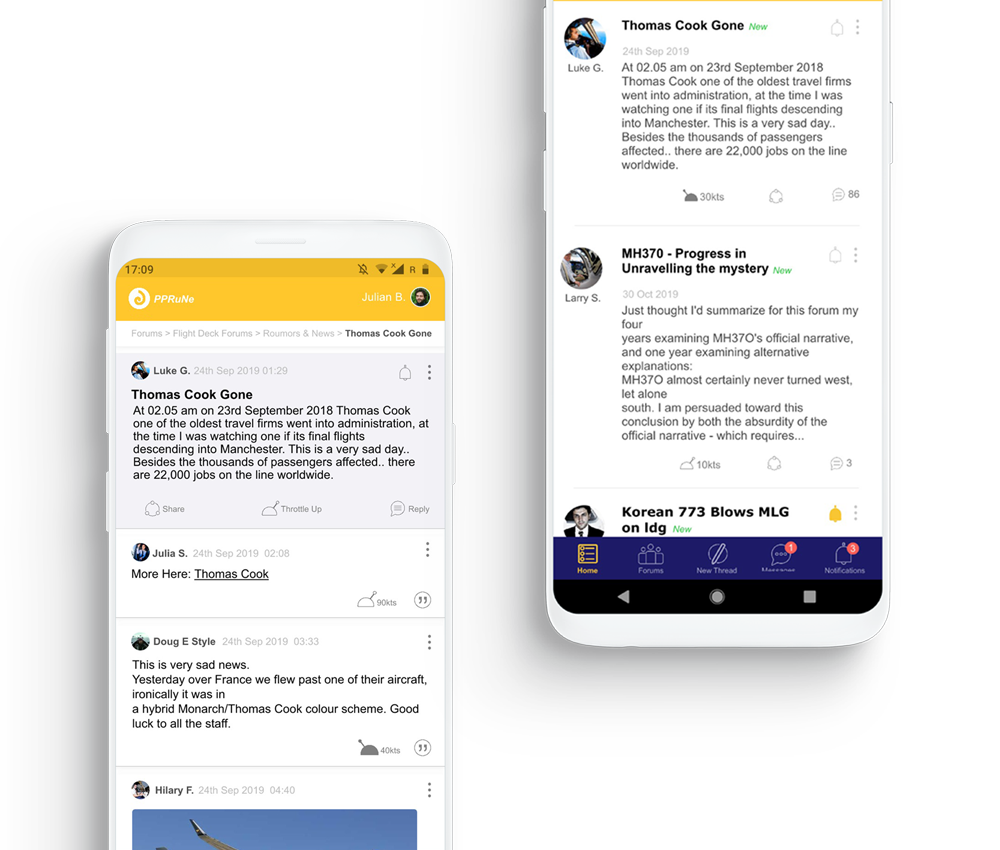 17:09
R
PPRuNe
Julian B.
Forums > Flight Deck Forums > Roumors & News > Thomas Cook Gone
Luke G. 24th Sep 2019 01:29
Thomas Cook Gone
At 02.05 am on 23rd September 2018 Thomas Cook
one of the oldest travel firms went into administration, at
the time I was watching one if its final flights
descending into Manchester. This is a very sad day..
Besides the thousands of passengers affected.. there
are 22,000 jobs on the line worldwide.
Share
Throttle Up
Reply
Julia S. 24th Sep 2019 02:08
More Here: Thomas Cook
90kts
Doug E Style 24th Sep 2019 03:33
This is very sad news.
Yesterday over France we flew past one of their aircraft,
ironically it was in
a hybrid Monarch/Thomas Cook colour scheme. Good
luck to all the staff.
40kts
Hilary F. 24th Sep 2019 04:40
Thomas Cook Gone New
Luke G.
24th Sep 2019
At 02.05 am on 23rd September 2018
Thomas Cook one of the oldest travel firms
went into administration, at the time I was
watching one if its final flights descending
into Manchester. This is a very sad day..
Besides the thousands of passengers
affected.. there are 22,000 jobs on the line
worldwide.
30kts
86
MH370 - Progress in
Unravelling the mystery New
Larry S.
30 Oct 2019
Just thought I'd summarize for this forum my
four
years examining MH37O's official narrative,
and one year examining alternative
explanations:
MH37O almost certainly never turned west,
let alone
south. I am persuaded toward this
conclusion by both the absurdity of the
official narrative - which requires...
10kts
3
Korean 773 Blows MLG
on ldg New
Home
Forums
New Thread
1
Messages
3
Notifications